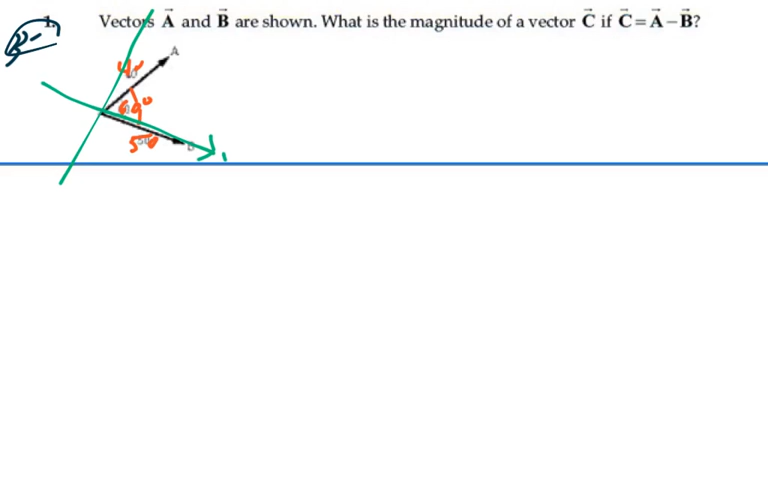 Vectors A⃗ and B⃗ are shown. What is the magnitude of a vector C⃗ if C⃗ = A⃗ − B⃗?
A